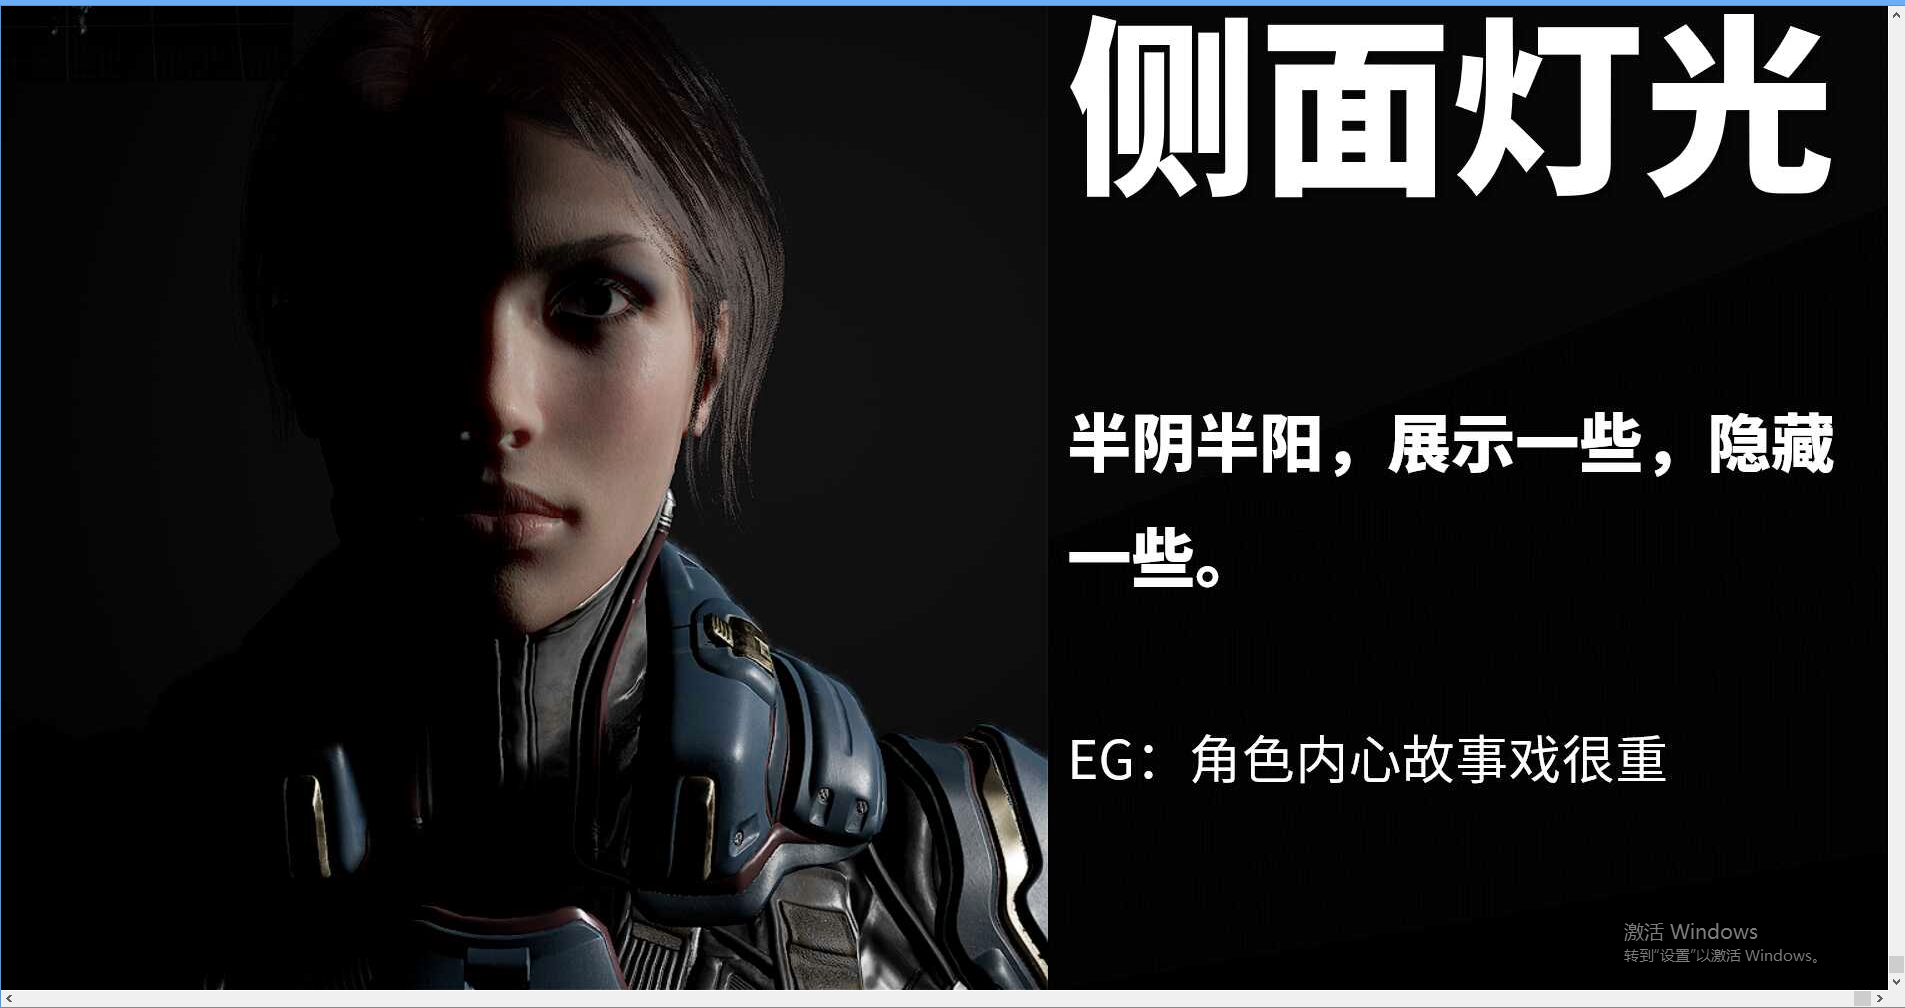 侧面灯光
半阴半阳，展示一些，隐藏
一些。
EG：角色内心故事戏很重
激活 Windows
转到“设置”以激活 Windows。